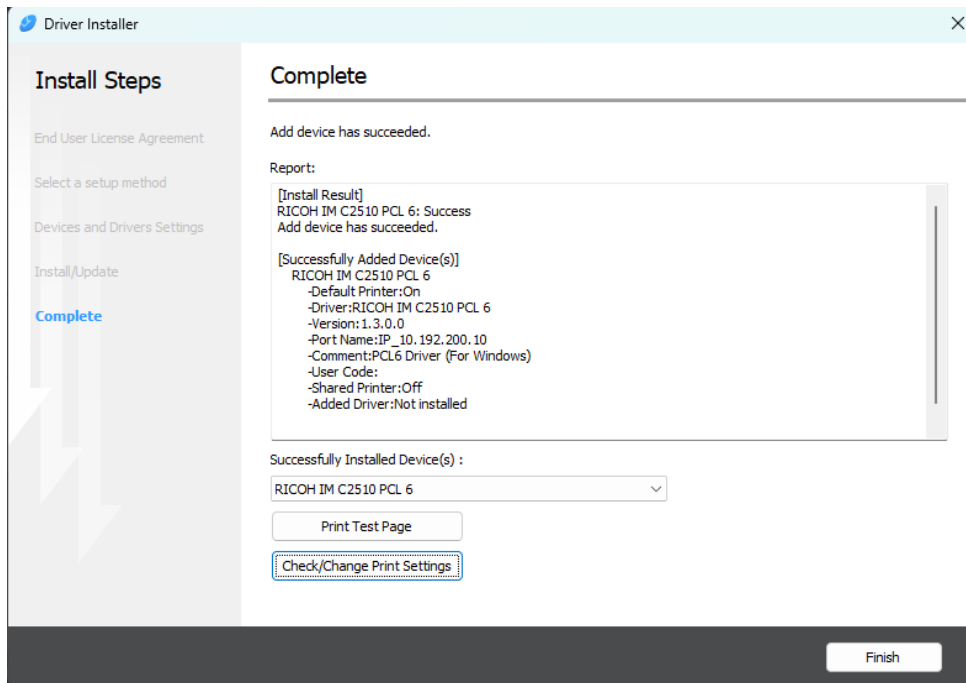 Driver Installer
Install Steps
End User License Agreement
Select a setup method
Devices and Drivers Settings
Install/Update
Complete
Complete
Add device has succeeded.
Report:
[Install Result]
RICOH IM C2510 PCL 6: Success
Add device has succeeded.
[Successfully Added Device(s)]
RICOH IM C2510 PCL 6
-Default Printer:On
-Driver:RICOH IM C2510 PCL 6
-Version:1.3.0.0
-Port Name:IP_10.192.200.10
-Comment:PCL6 Driver (For Windows)
-User Code:
-Shared Printer:Off
-Added Driver:Not installed
Successfully Installed Device(s) :
RICOH IM C2510 PCL 6
Print Test Page
Check/Change Print Settings
Finish